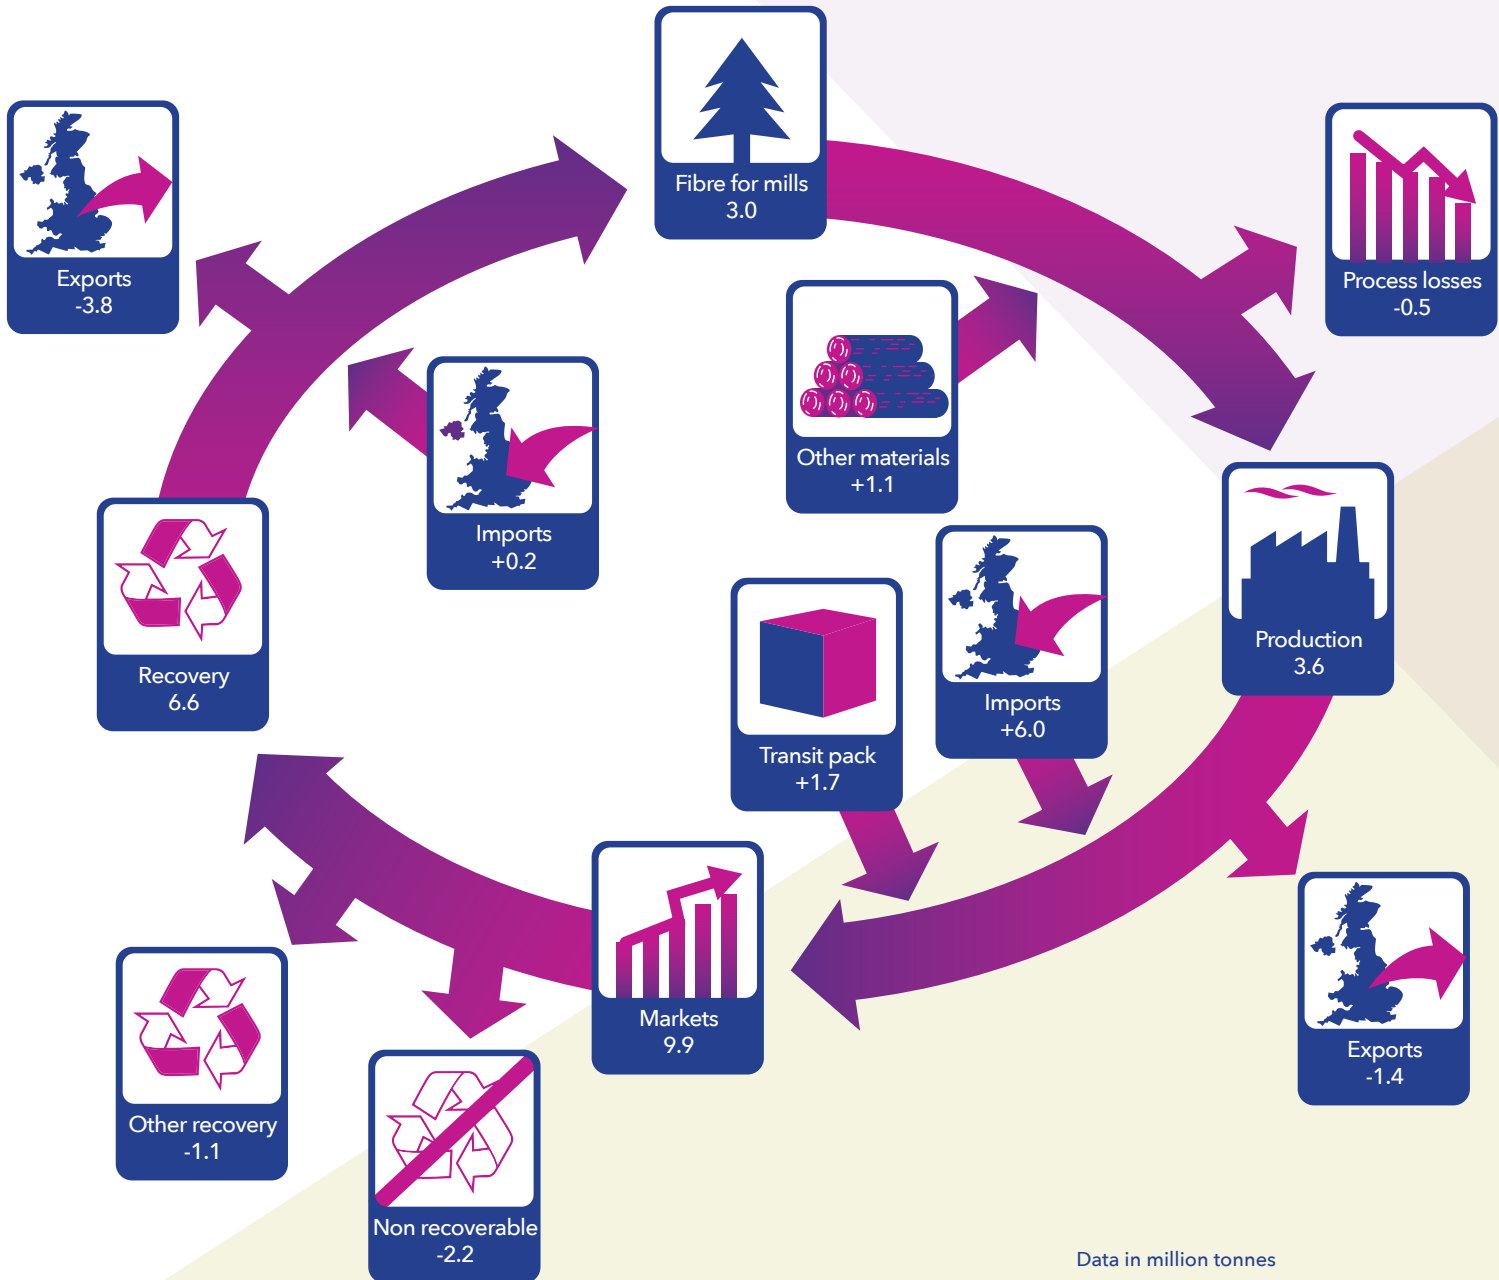 Fibre for mills
3.0
Exports
-3.8
Process losses
-0.5
Other materials
+1.1
Imports
+0.2
Production
3.6
Recovery
6.6
Imports
+6.0
Transit pack
+1.7
Markets
9.9
Exports
-1.4
Other recovery
-1.1
Non recoverable
-2.2
Data in million tonnes